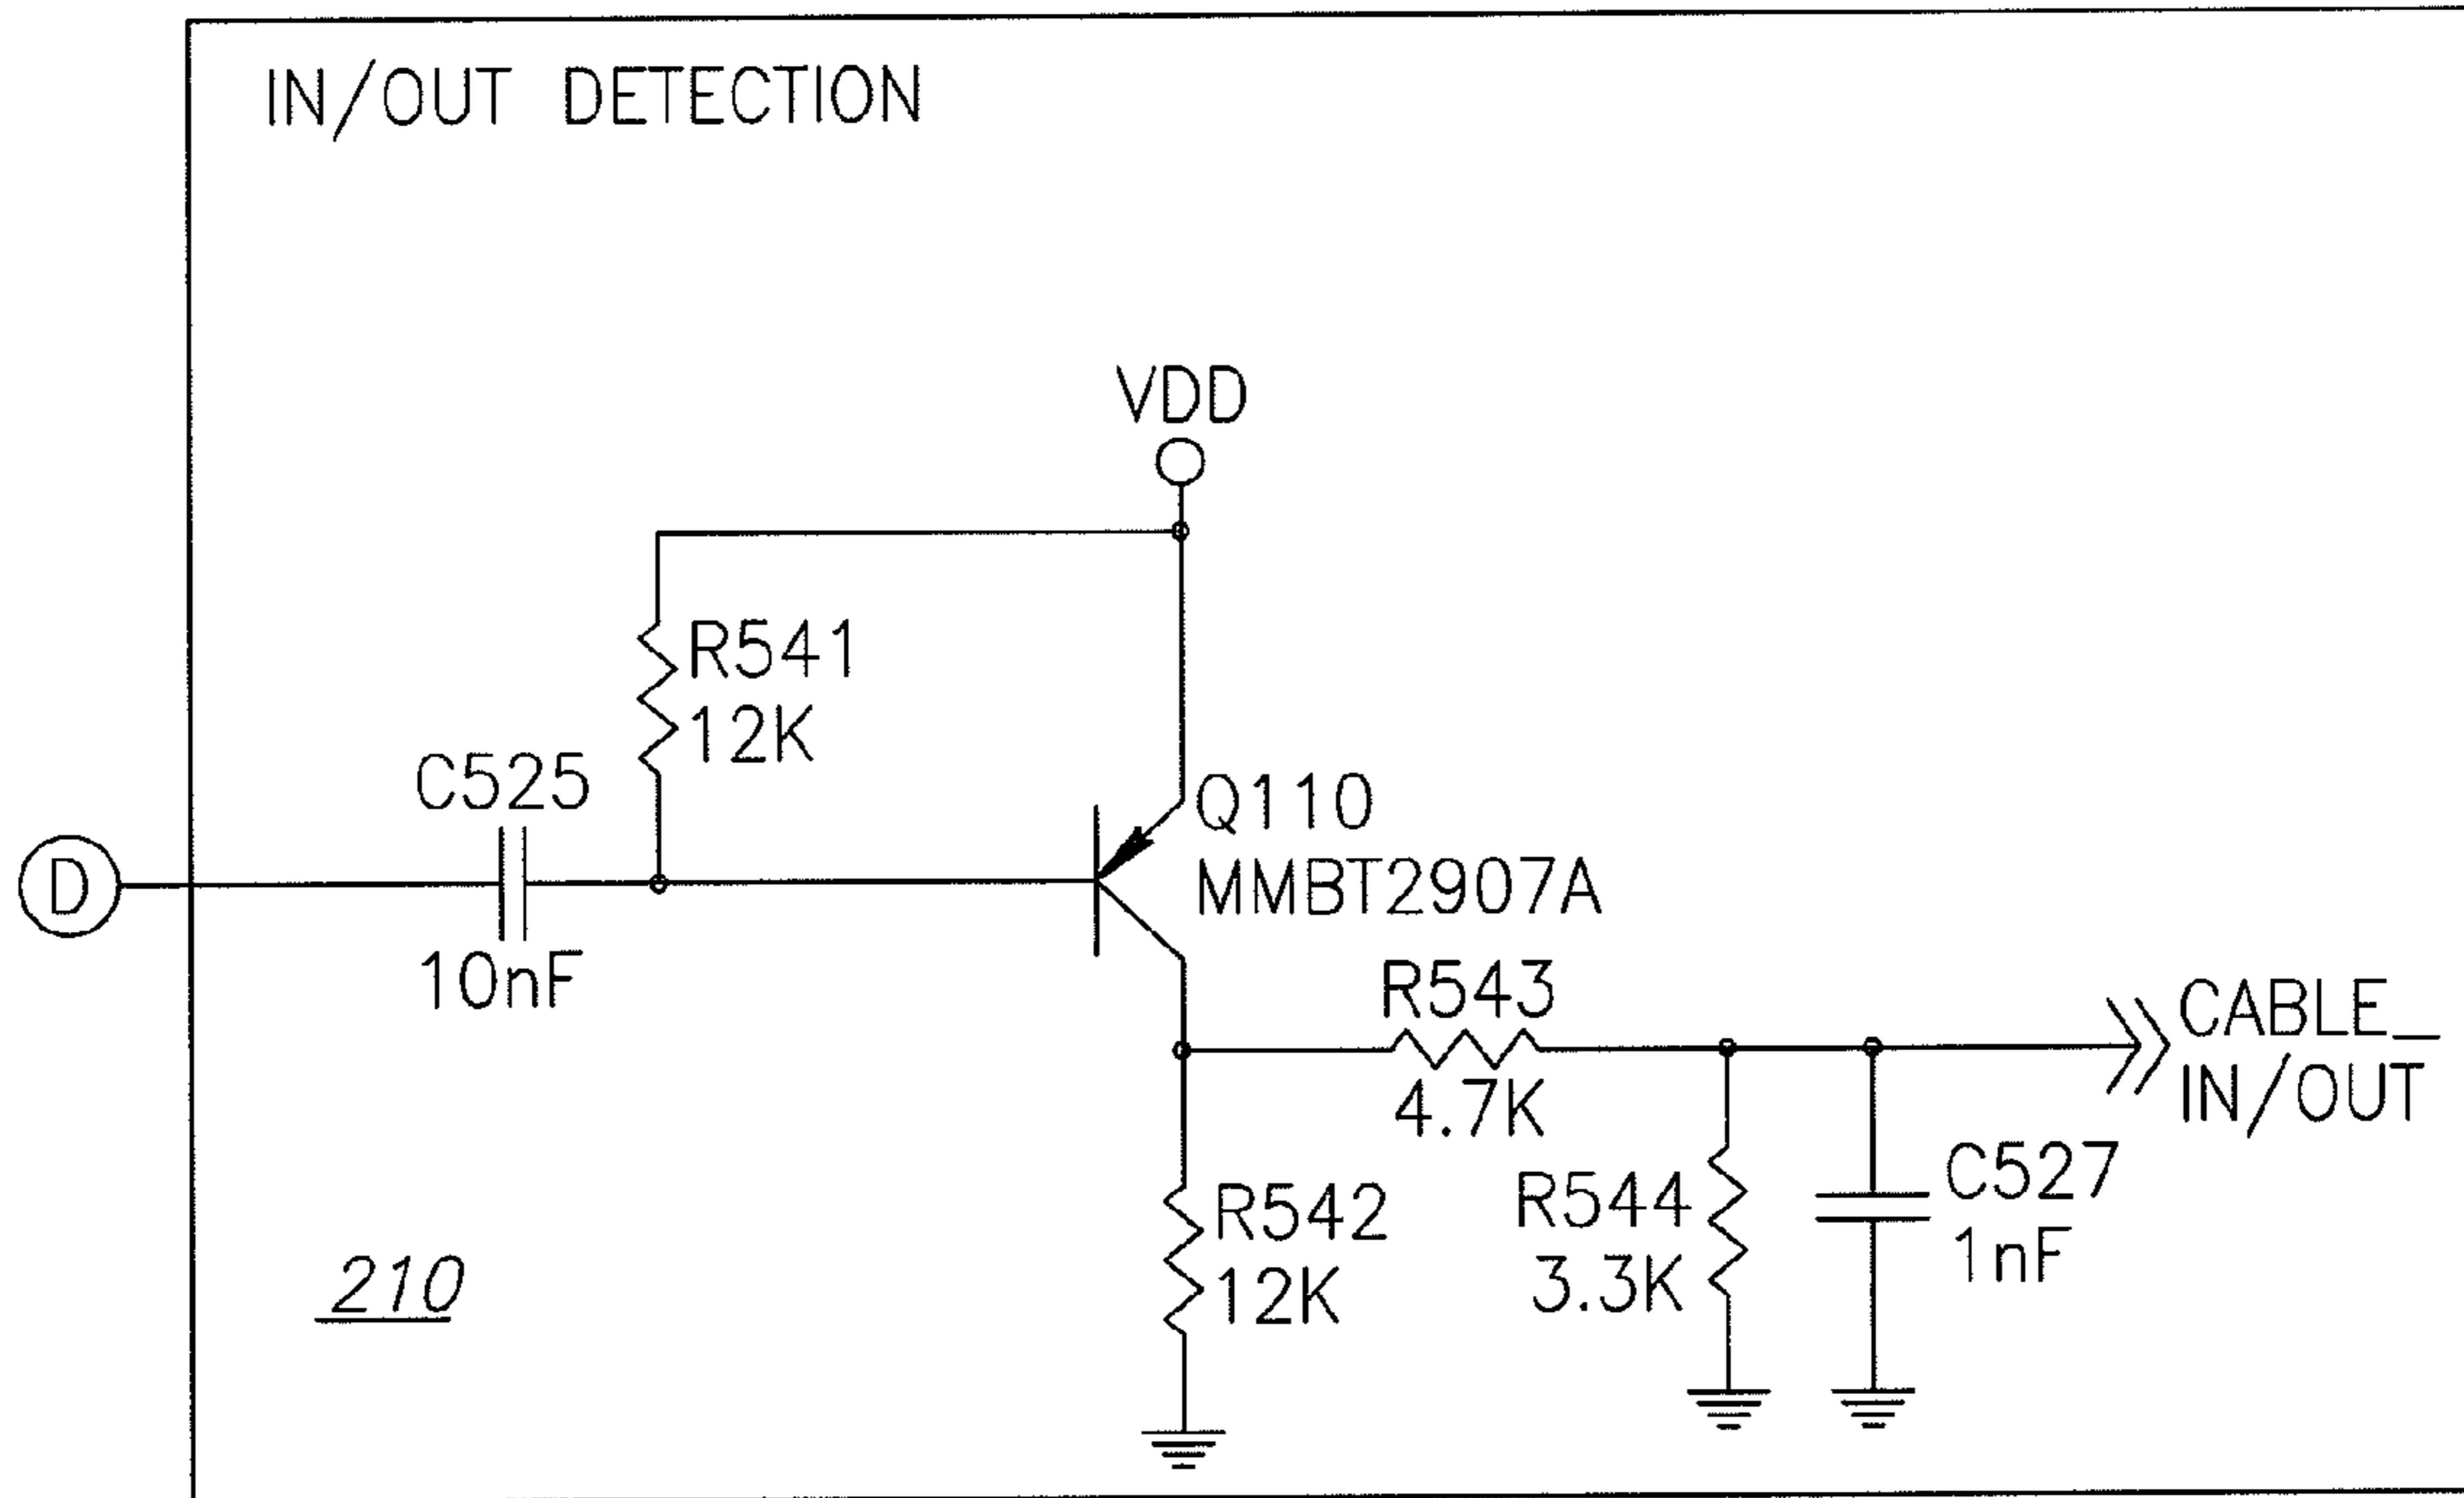 IN/OUT DETECTION
VDD
R541
12K
C525
10nF
D
Q110
MMBT2907A
R543
4.7K
CABLE_
IN/OUT
R542
12K
R544
3.3K
C527
1nF
210